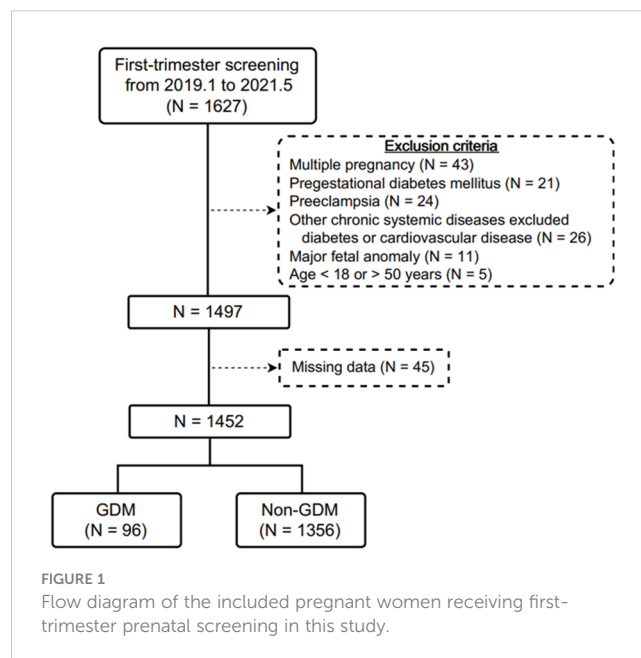 First-trimester screening
from 2019.1 to 2021.5
(N = 1627)
Exclusion criteria
Multiple pregnancy (N = 43)
Pregestational diabetes mellitus (N = 21)
Preeclampsia (N = 24)
Other chronic systemic diseases excluded
diabetes or cardiovascular disease (N = 26)
Major fetal anomaly (N = 11)
Age < 18 or > 50 years (N = 5)
N = 1497
Missing data (N = 45)
N = 1452
GDM
(N = 96)
Non-GDM
(N = 1356)
FIGURE 1
Flow diagram of the included pregnant women receiving first-
trimester prenatal screening in this study.